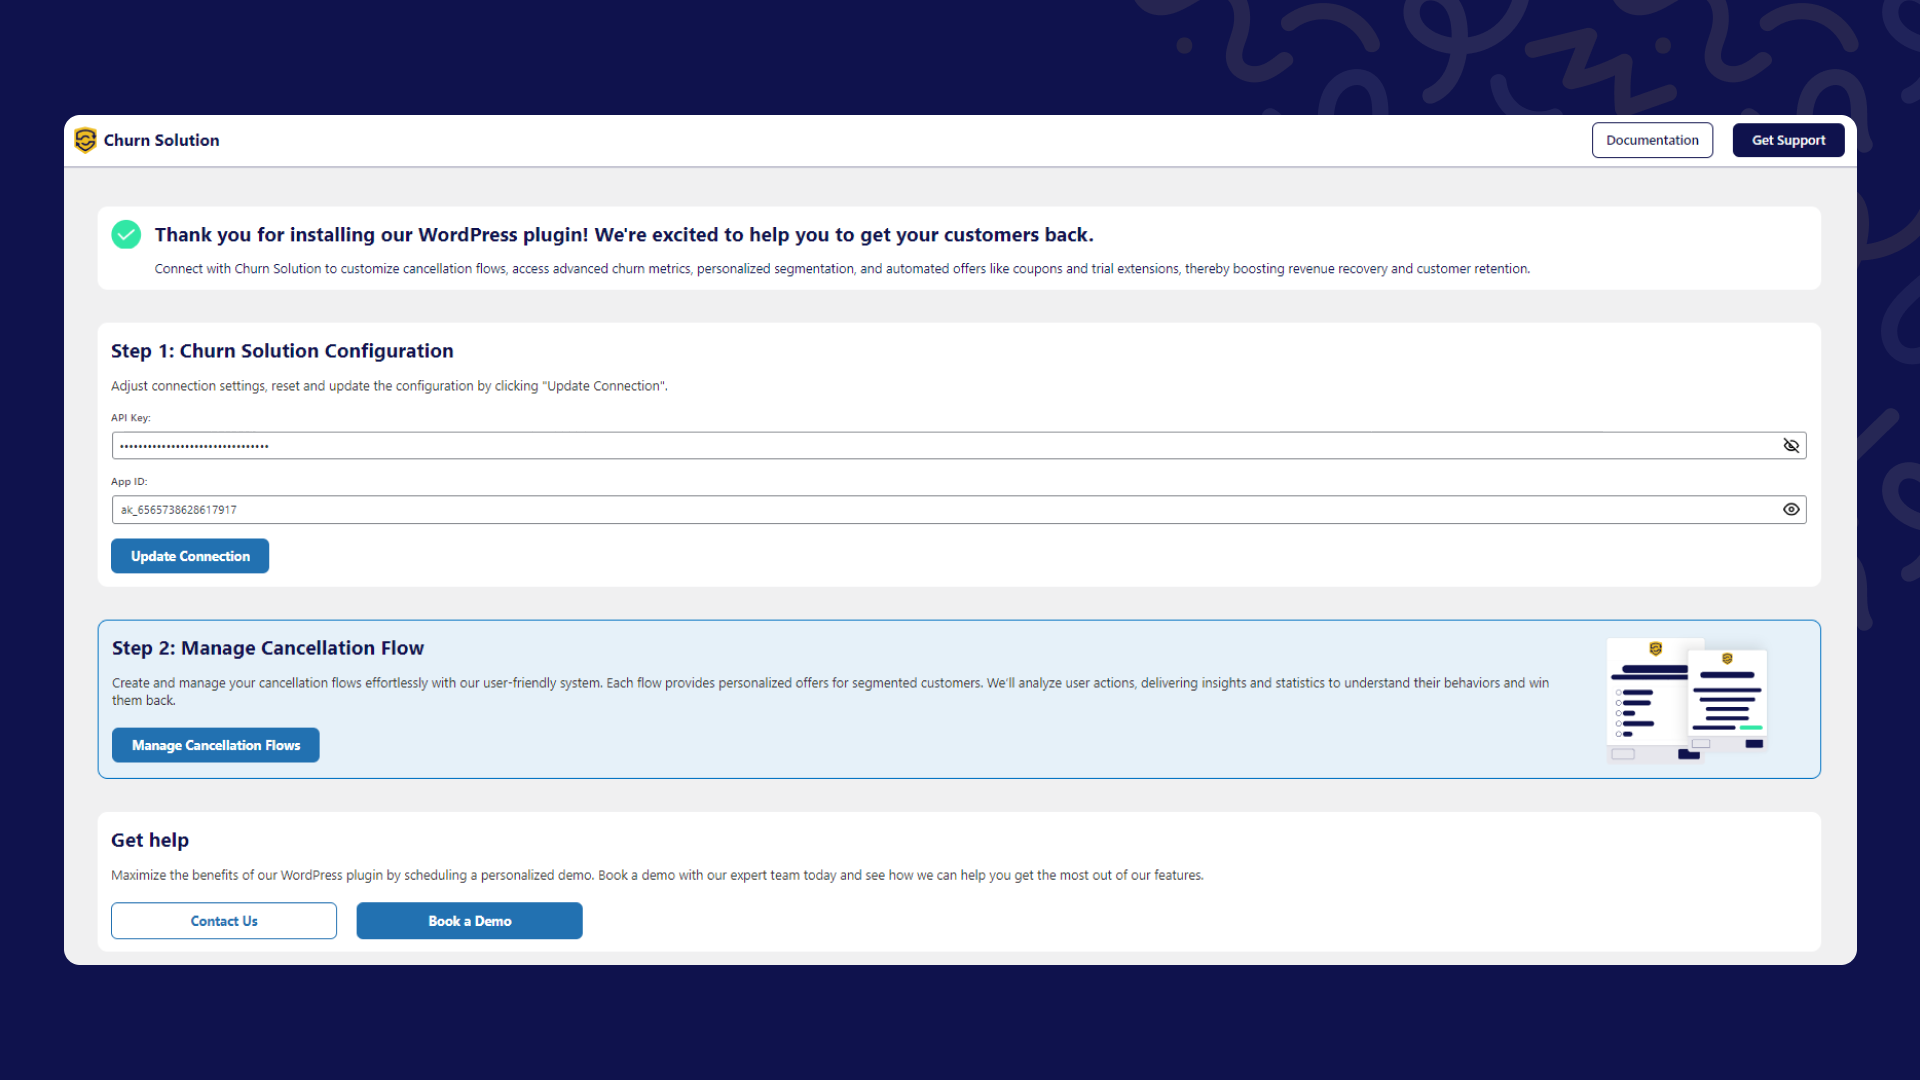 Churn Solution
Documentation
Get Support
Thank you for installing our WordPress plugin! We're excited to help you to get your customers back.
Connect with Churn Solution to customize cancellation flows, access advanced churn metrics, personalized segmentation, and automated offers like coupons and trial extensions, thereby boosting revenue recovery and customer retention.
Step 1: Churn Solution Configuration
Adjust connection settings, reset and update the configuration by clicking "Update Connection".
API Key:
App ID:
ak_6565738628617917
Update Connection
Step 2: Manage Cancellation Flow
Create and manage your cancellation flows effortlessly with our user-friendly system. Each flow provides personalized offers for segmented customers. We'll analyze user actions, delivering insights and statistics to understand their behaviors and win
them back.
Manage Cancellation Flows
Get help
Maximize the benefits of our WordPress plugin by scheduling a personalized demo. Book a demo with our expert team today and see how we can help you get the most out of our features.
Contact Us
Book a Demo